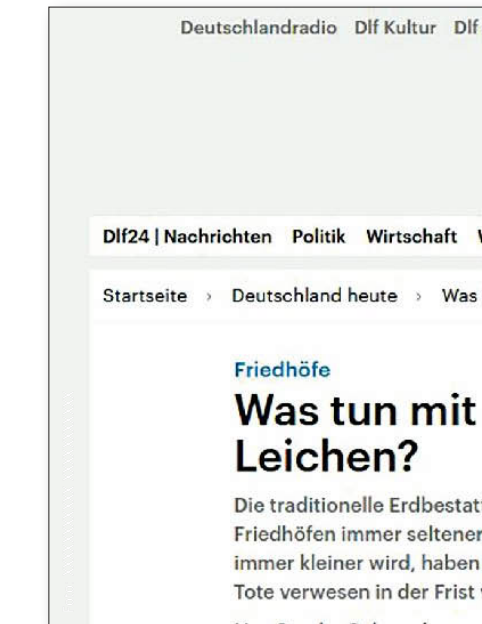 Deutschlandradio Dlf Kultur Dlf
Dlf24 | Nachrichten Politik Wirtschaft
Startseite › Deutschland heute › Was
Friedhöfe
Was tun mit
Leichen?
Die traditionelle Erdbestat
Friedhöfen immer seltener
immer kleiner wird, haben
Tote verwesen in der Frist